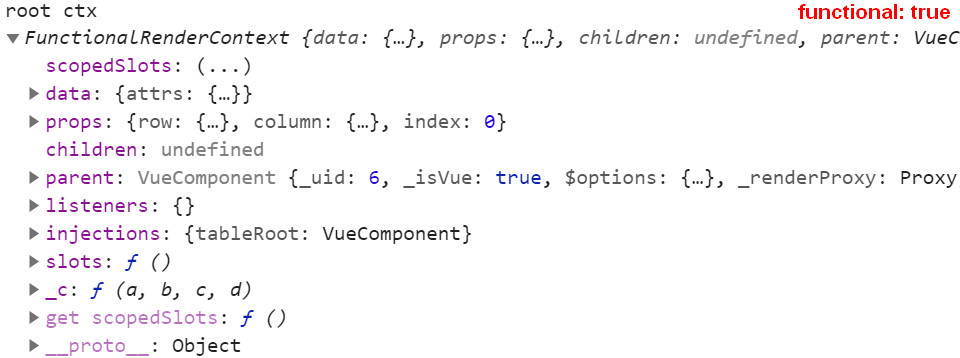 root ctx
functional: true
▼FunctionalRenderContext {data: {…}, props: {…}, children: undefined, parent: VueC
scopedSlots: (...)
▶ data: {attrs: {…}}
▶ props: {row: {…}, column: {…}, index: 0}
children: undefined
▶ parent: VueComponent {_uid: 6, _isVue: true, $options: {…}, _renderProxy: Proxy,
▶ listeners: {}
▶ injections: {tableRoot: VueComponent}
▶ slots: ƒ ()
▶ _c: ƒ (a, b, c, d)
▶ get scopedSlots: ƒ ()
▶ __proto__: Object